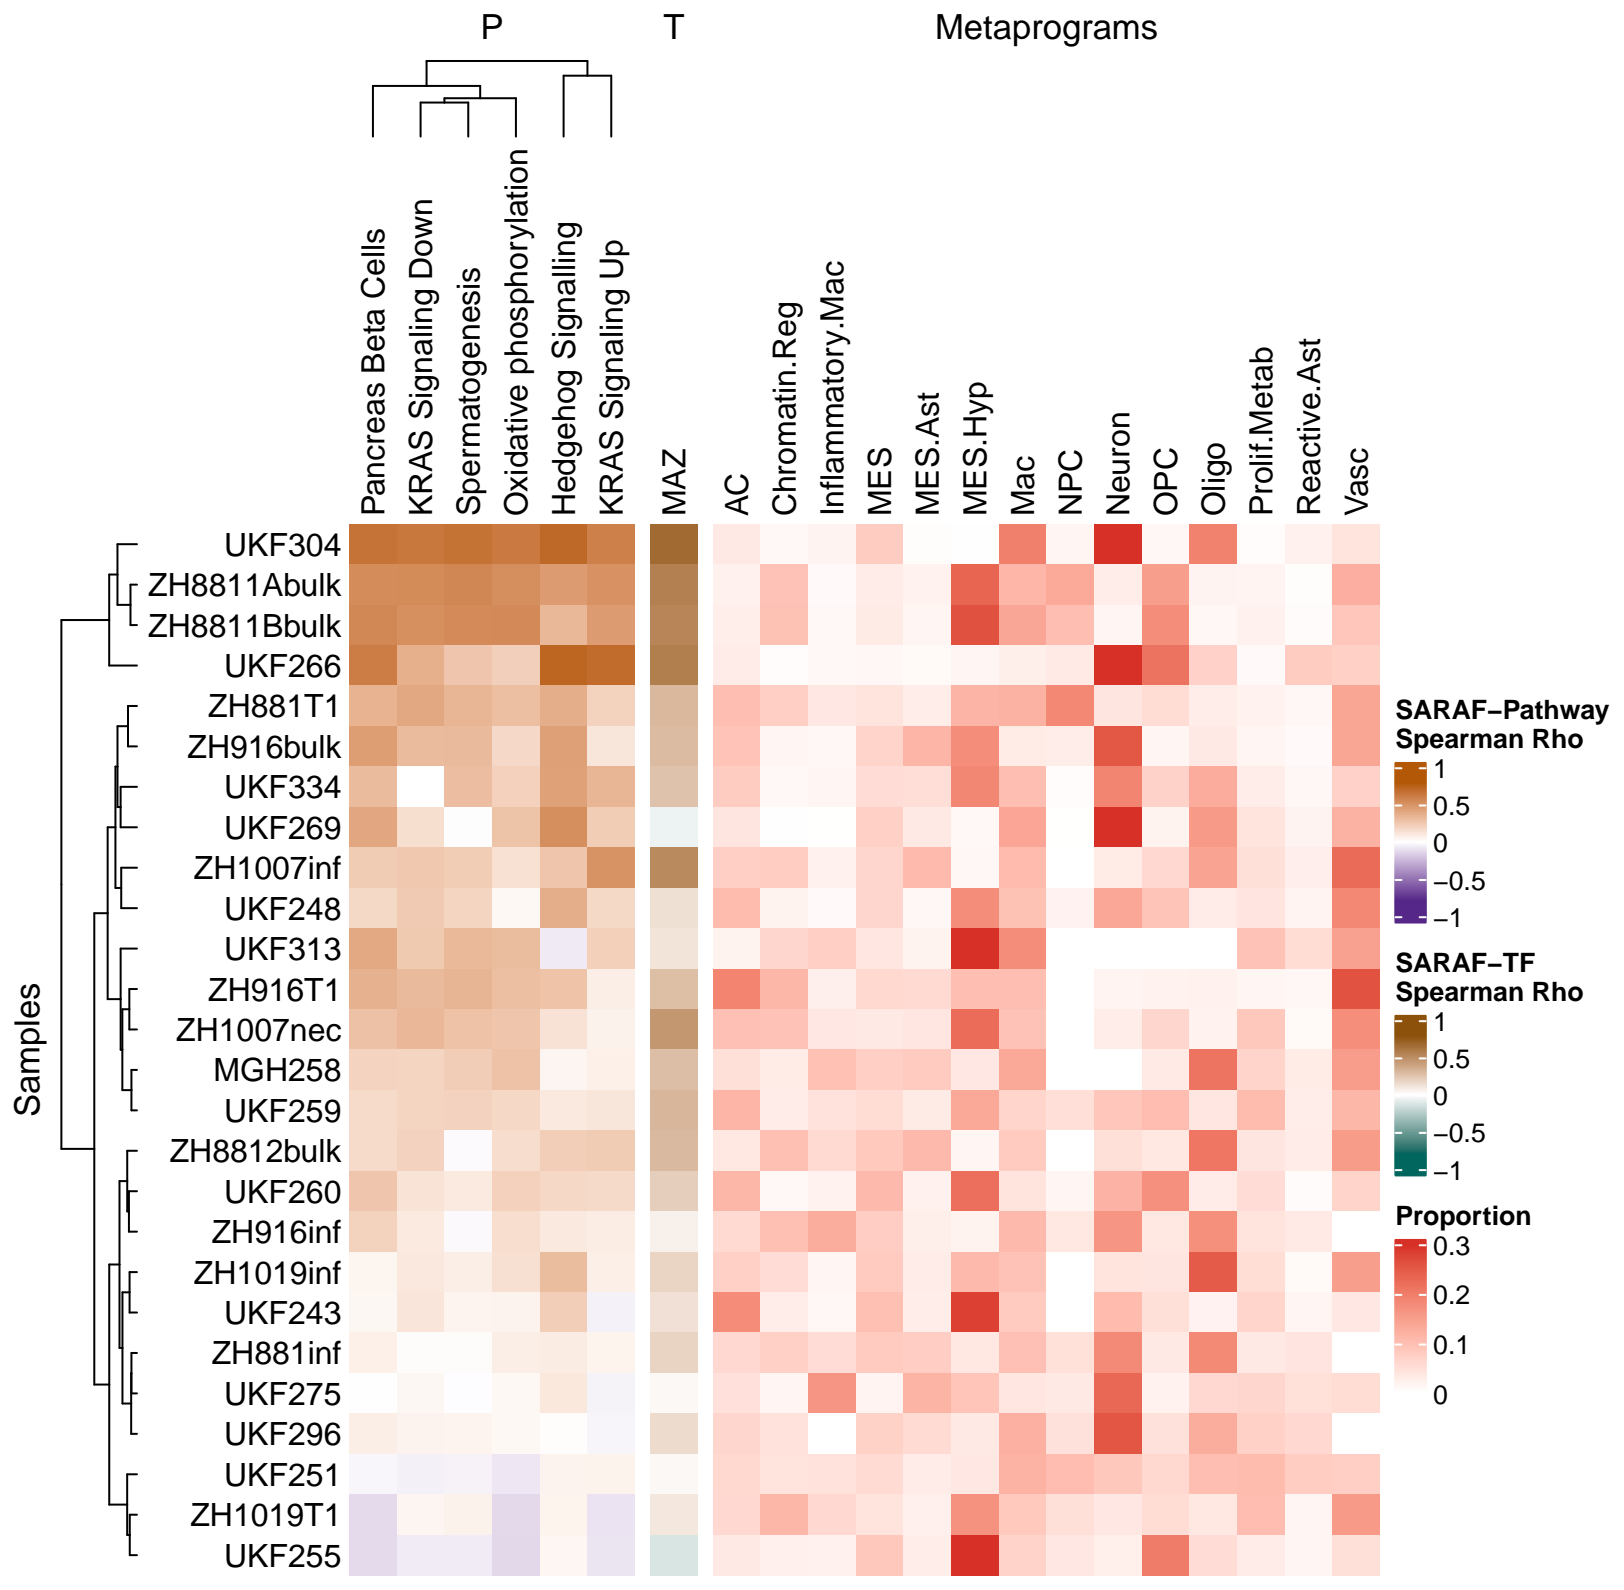 P
T
Metaprograms
Pancreas Beta Cells
KRAS Signaling Down
Spermatogenesis
Oxidative phosphorylation
Hedgehog Signalling
KRAS Signaling Up
MAZ
AC
Chromatin.Reg
Inflammatory.Mac
MES
MES.Ast
MES.Hyp
Mac
NPC
Neuron
OPC
Oligo
Prolif.Metab
Reactive.Ast
Vasc
Samples
UKF304
ZH8811Abulk
ZH8811Bbulk
UKF266
ZH881T1
ZH916bulk
UKF334
UKF269
ZH1007inf
UKF248
UKF313
ZH916T1
ZH1007nec
MGH258
UKF259
ZH8812bulk
UKF260
ZH916inf
ZH1019inf
UKF243
ZH881inf
UKF275
UKF296
UKF251
ZH1019T1
UKF255
SARAF−Pathway
Spearman Rho
1
0.5
0
−0.5
−1
SARAF−TF
Spearman Rho
1
0.5
0
−0.5
−1
Proportion
0.3
0.2
0.1
0